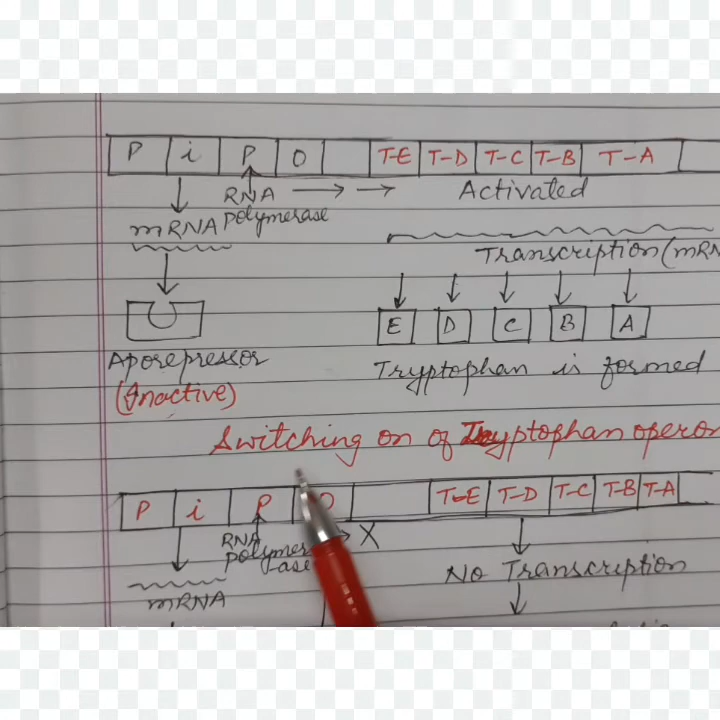 P i P O T-E T-D T-C T-B T-A
RNA Activated
mRNA polymerase
Transcription (mRN
E D C B A
Aporepressor Tryptophan is formed
(Inactive)
Switching on of Tryptophan operon
P i P O T-E T-D T-C T-B T-A
RNA X
polymerase
No Transcription
mRNA